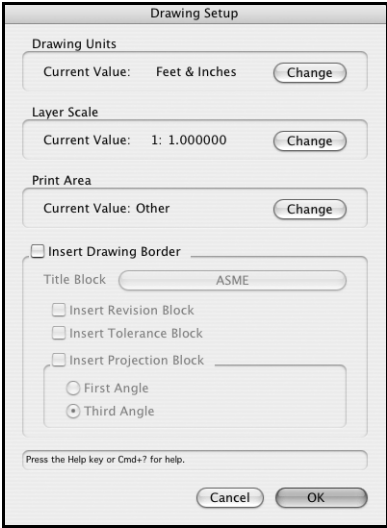 Drawing Setup
Drawing Units
Current Value: Feet & Inches Change
Layer Scale
Current Value: 1: 1.000000 Change
Print Area
Current Value: Other Change
Insert Drawing Border
Title Block ASME
Insert Revision Block
Insert Tolerance Block
Insert Projection Block
First Angle
Third Angle
Press the Help key or Cmd+? for help.
Cancel OK